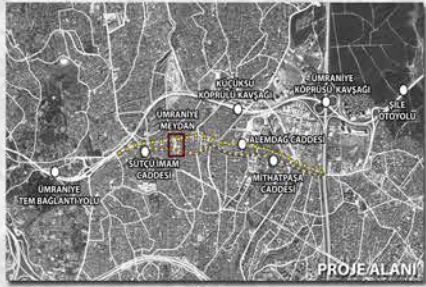 KÜÇÜKSU
KÖPRÜLÜ KAVŞAĞI
ÜMRANİYE
KÖPRÜSÜ KAVŞAĞI
ŞİLE
OTOYOLU
ÜMRANİYE
MEYDAN
ALEMDAĞ CADDESİ
SÜTÇÜ İMAM
CADDESİ
MİTHATPAŞA
CADDESİ
ÜMRANİYE
TEM BAĞLANTI YOLU
PROJE ALANI